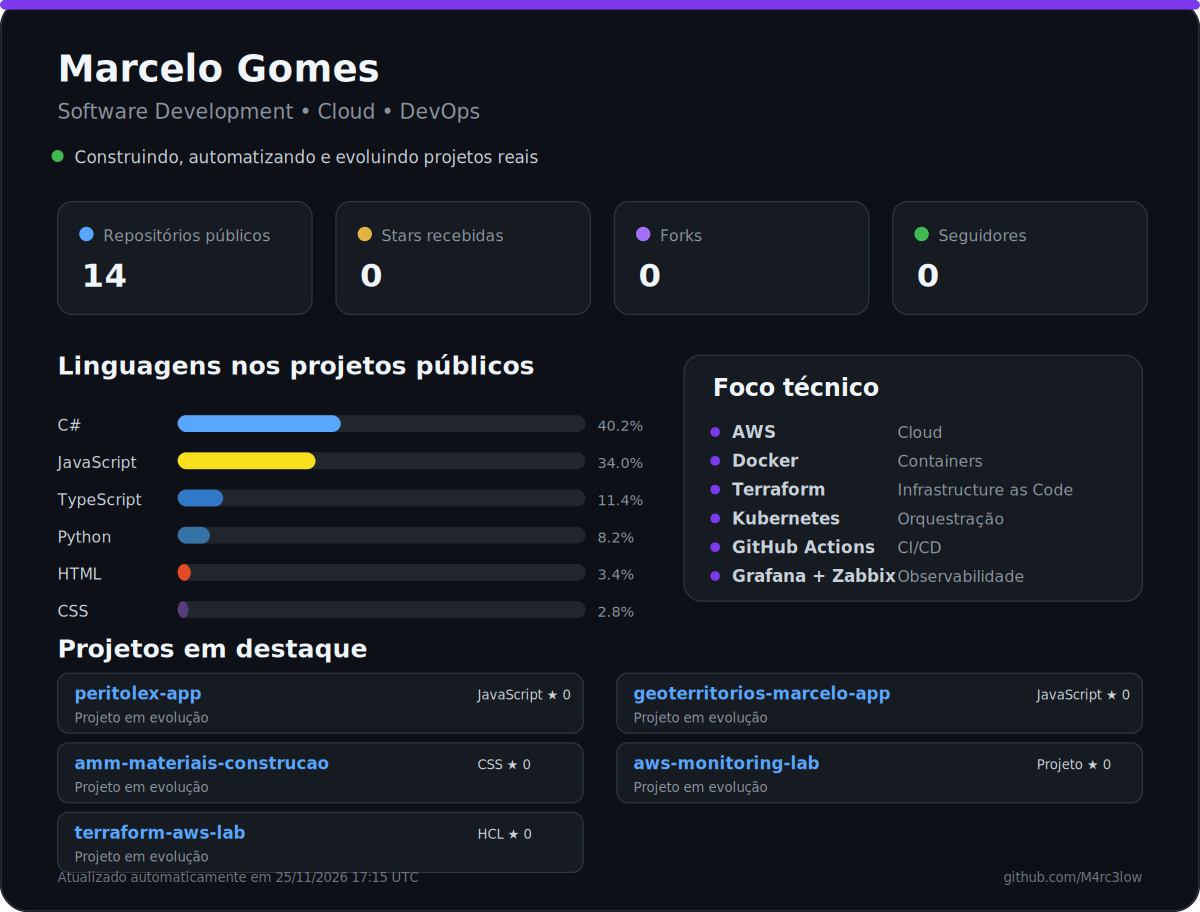 Marcelo Gomes
Software Development • Cloud • DevOps
Construindo, automatizando e evoluindo projetos reais
Repositórios públicos
14
Stars recebidas
0
Forks
0
Seguidores
0
Linguagens nos projetos públicos
C# 40.2%
JavaScript 34.0%
TypeScript 11.4%
Python 8.2%
HTML 3.4%
CSS 2.8%
Foco técnico
AWS Cloud
Docker Containers
Terraform Infrastructure as Code
Kubernetes Orquestração
GitHub Actions CI/CD
Grafana + Zabbix Observabilidade
Projetos em destaque
peritolex-app JavaScript ★ 0
Projeto em evolução
geoterritorios-marcelo-app JavaScript ★ 0
Projeto em evolução
amm-materiais-construcao CSS ★ 0
Projeto em evolução
aws-monitoring-lab Projeto ★ 0
Projeto em evolução
terraform-aws-lab HCL ★ 0
Projeto em evolução
Atualizado automaticamente em 25/11/2026 17:15 UTC
github.com/M4rc3low